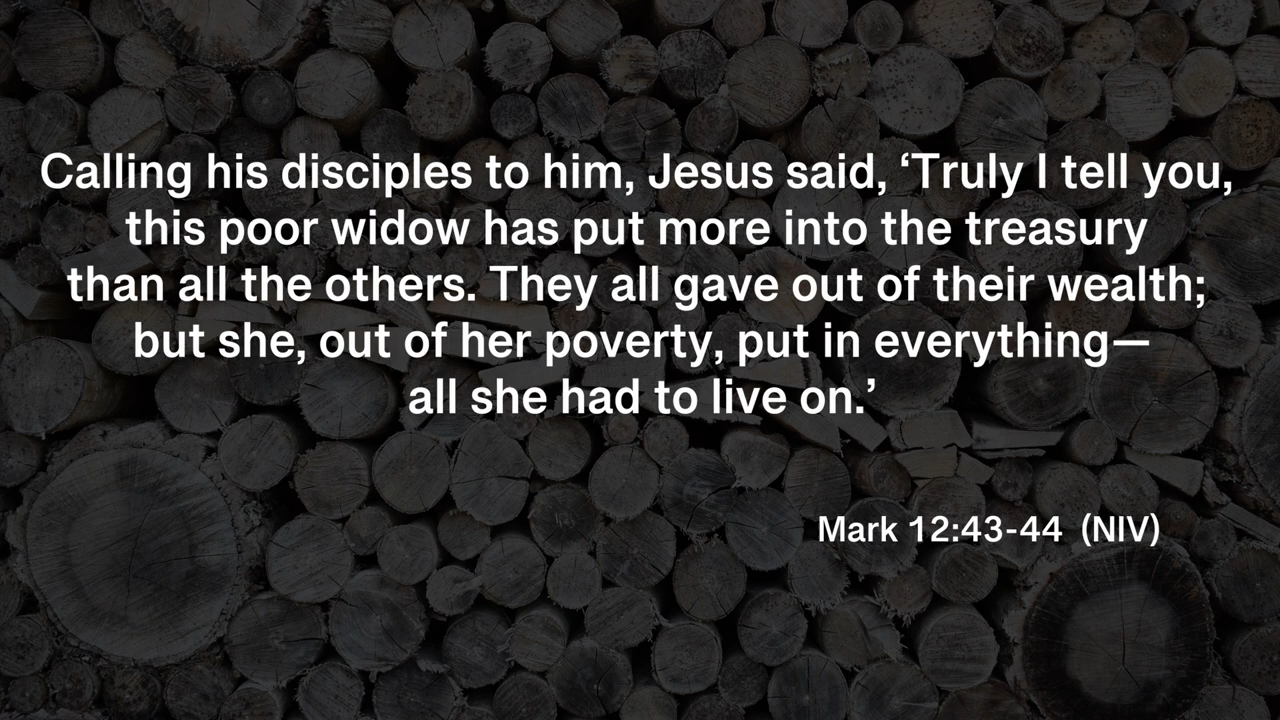 Calling his disciples to him, Jesus said, ‘Truly I tell you,
this poor widow has put more into the treasury
than all the others. They all gave out of their wealth;
but she, out of her poverty, put in everything—
all she had to live on.’
Mark 12:43-44 (NIV)